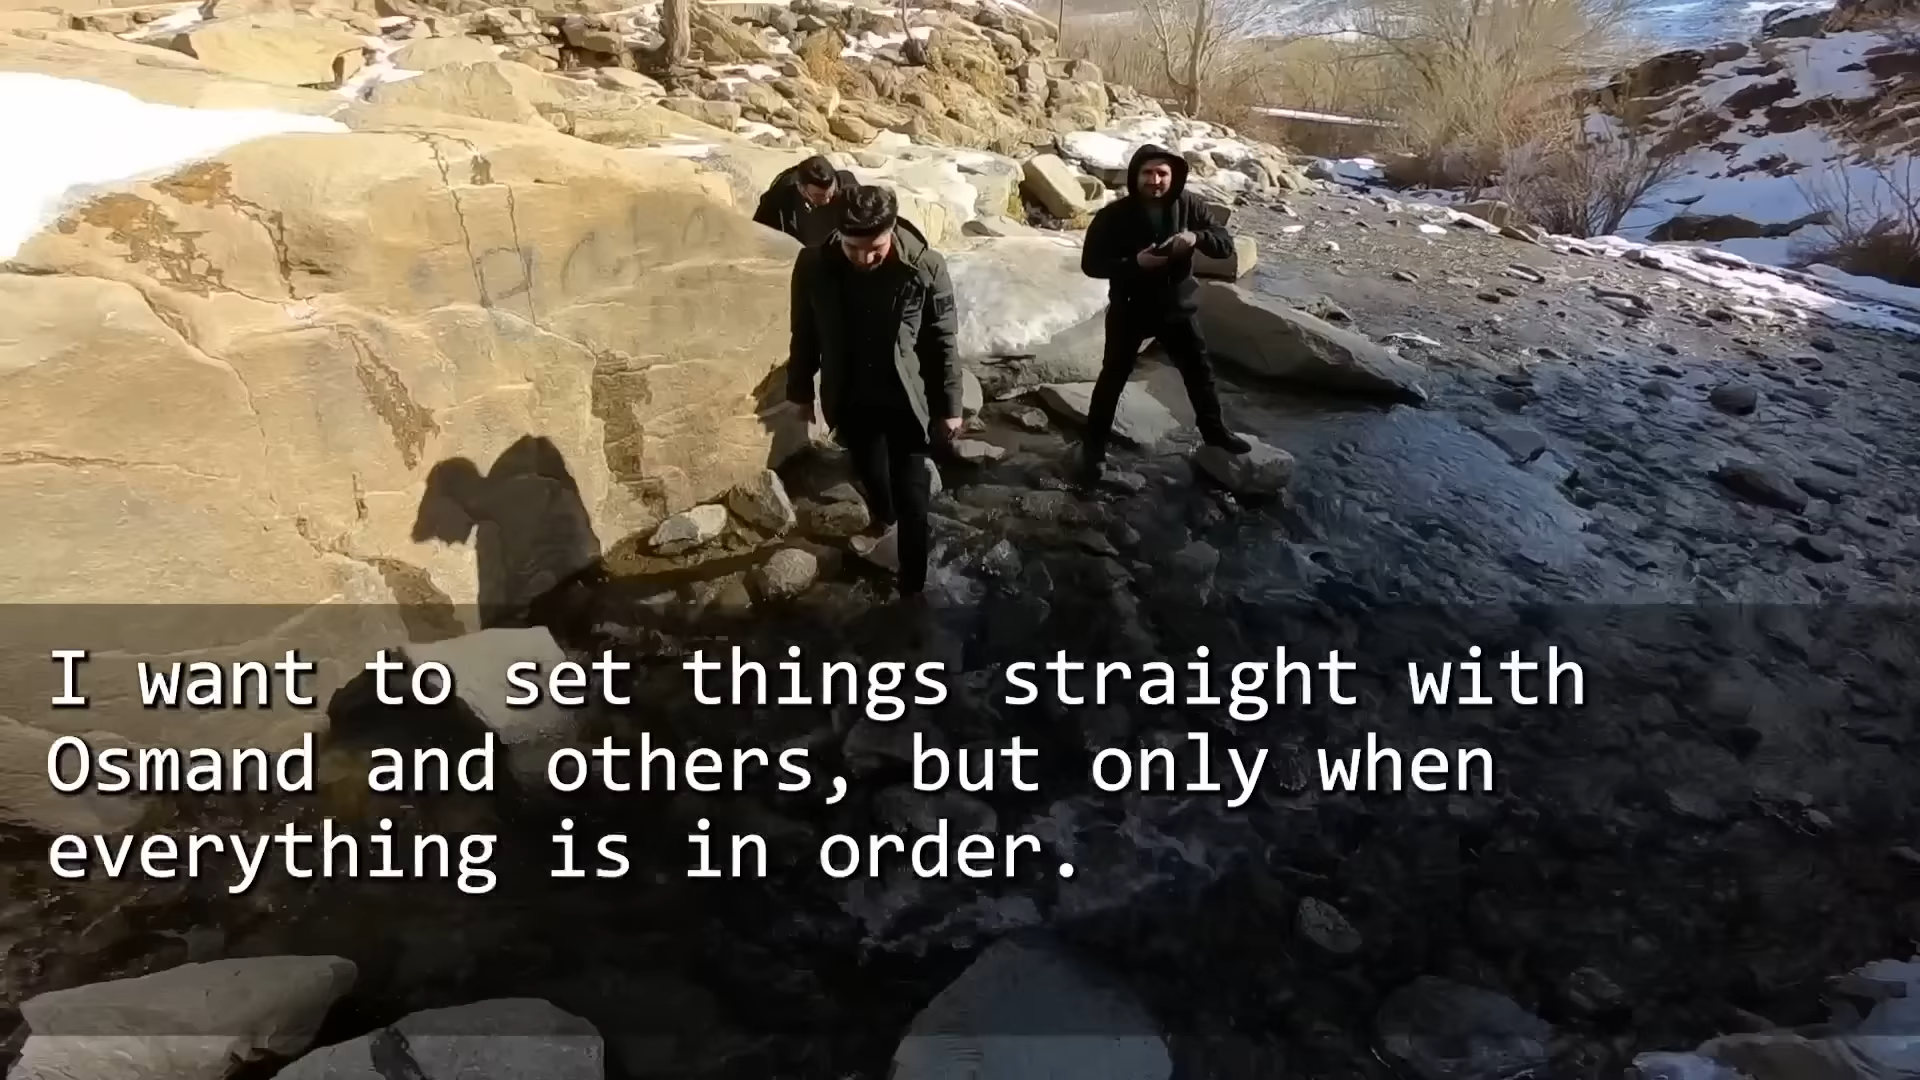 I want to set things straight with
Osmand and others, but only when
everything is in order.